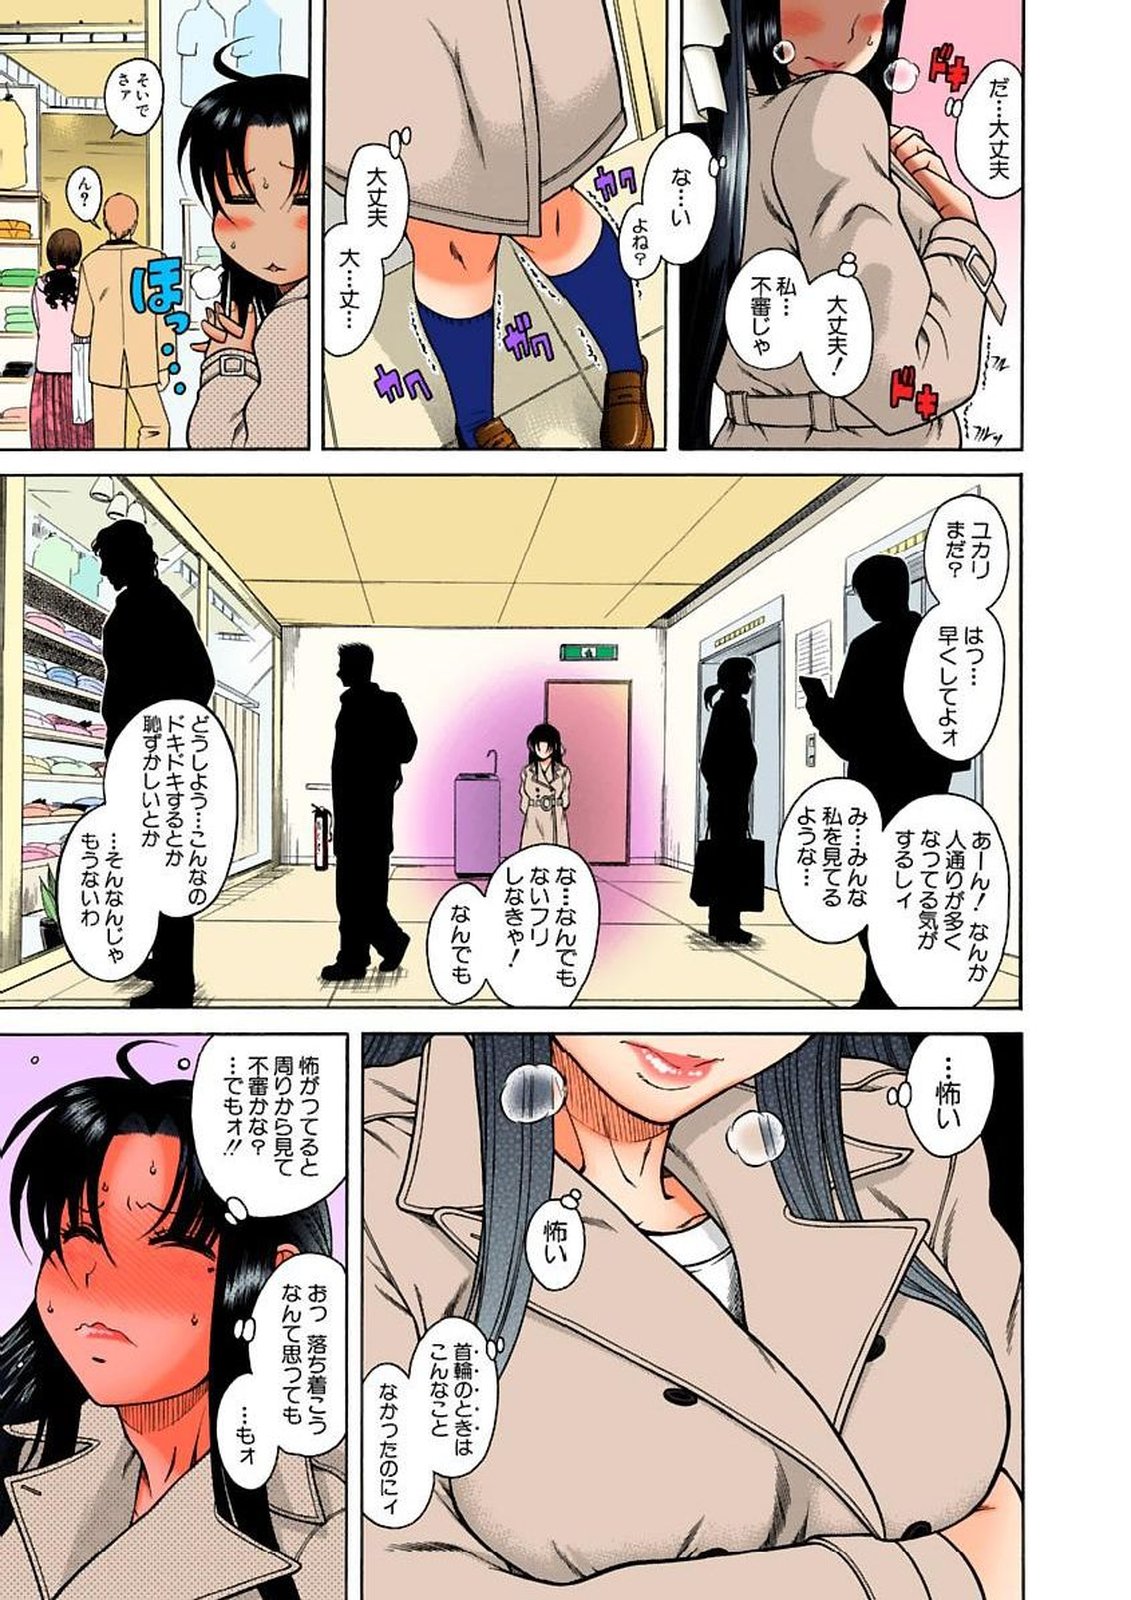 だ…大丈夫
ドキ
大丈夫！
私…
不審じゃ
ドキ
な…い
よね？
ガク
ガク
ガク
大丈夫
大…丈…
そいで
さァ
ん？
ほっ…
ユカリ
まだ？
はっ…
早くしてよォ
あーん！なんか
人通りが多く
なってる気が
するレィ
み…みんな
私を見てる
ような…
な…なんでも
ないフリ
しなきゃ！
なんでも
どうしよう…こんなの
ドキドキするとか
恥ずかしいとか
…そんなんじゃ
もうないわ
…怖い
怖い
首輪のときは
こんなこと
なかったのにィ
怖がつてると
周りから見て
不審かな？
…でもォ!!
おっ 落ち着こう
なんて思っても
…もォ